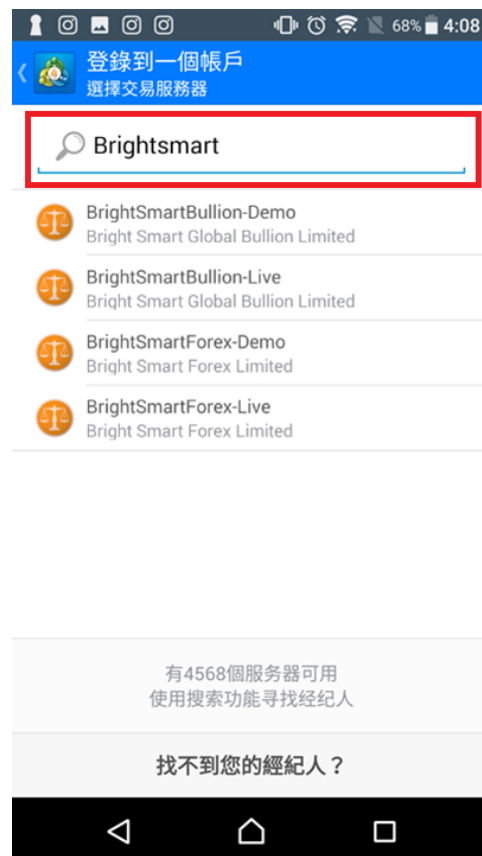 68% 4:08
登錄到一個帳戶
選擇交易服務器
Brightsmart
BrightSmartBullion-Demo
Bright Smart Global Bullion Limited
BrightSmartBullion-Live
Bright Smart Global Bullion Limited
BrightSmartForex-Demo
Bright Smart Forex Limited
BrightSmartForex-Live
Bright Smart Forex Limited
有4568個服务器可用
使用搜索功能寻找经纪人
找不到您的經紀人？